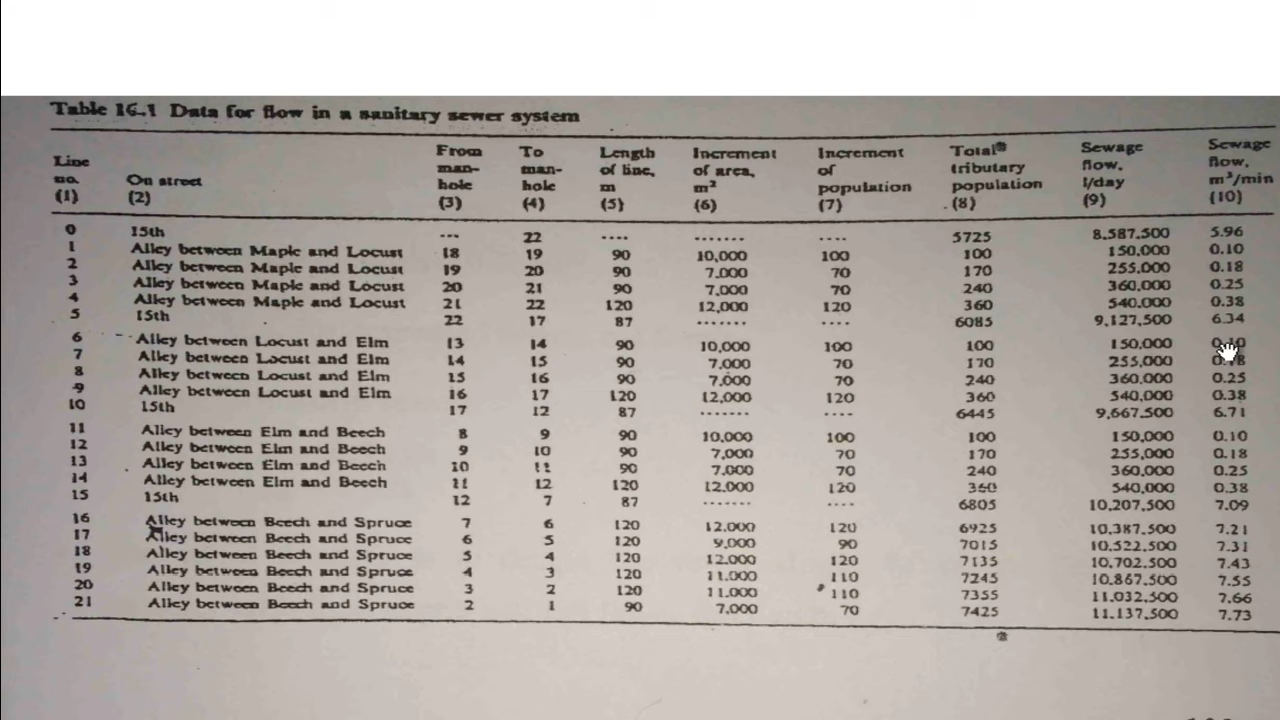 Table 16.1 Data for flow in a sanitary sewer system
Line no. (1) On street (2) From man-hole (3) To man-hole (4) Length of line, m (5) Increment of area, m² (6) Increment of population (7) Total tributary population (8) Sewage flow, l/day (9) Sewage flow, m³/min (10)
0 15th --- 22 .... ....... .... 5725 8.587.500 5.96
1 Alley between Maple and Locust 18 19 90 10,000 100 100 150,000 0.10
2 Alley between Maple and Locust 19 20 90 7.000 70 170 255,000 0.18
3 Alley between Maple and Locust 20 21 90 7,000 70 240 360,000 0.25
4 Alley between Maple and Locust 21 22 120 12,000 120 360 540.000 0.38
5 15th 22 17 87 ....... .... 6085 9,127,500 6.34
6 Alley between Locust and Elm 13 14 90 10,000 100 100 150,000
7 Alley between Locust and Elm 14 15 90 7.000 70 170 255,000
8 Alley between Locust and Elm 15 16 90 7.000 70 240 360,000 0.25
9 Alley between Locust and Elm 16 17 120 12,000 120 360 540,000 0.38
10 15th 17 12 87 ....... .... 6445 9,667,500 6.71
11 Alley between Elm and Beech 8 9 90 10,000 100 100 150,000 0.10
12 Alley between Elm and Beech 9 10 90 7,000 70 170 255,000 0.18
13 Alley between Elm and Beech 10 11 90 7.000 70 240 360,000 0.25
14 Alley between Elm and Beech 11 12 120 12.000 120 360 540,000 0.38
15 15th 12 7 87 ....... .... 6805 10,207,500 7.09
16 Alley between Beech and Spruce 7 6 120 12.000 120 6925 10,387,500 7.21
17 Alley between Beech and Spruce 6 5 120 9,000 90 7015 10,522,500 7.31
18 Alley between Beech and Spruce 5 4 120 12.000 120 7135 10,702,500 7.43
19 Alley between Beech and Spruce 4 3 120 11.000 110 7245 10,867,500 7.55
20 Alley between Beech and Spruce 3 2 120 11.000 110 7355 11,032,500 7.66
21 Alley between Beech and Spruce 2 1 90 7,000 70 7425 11.137,500 7.73